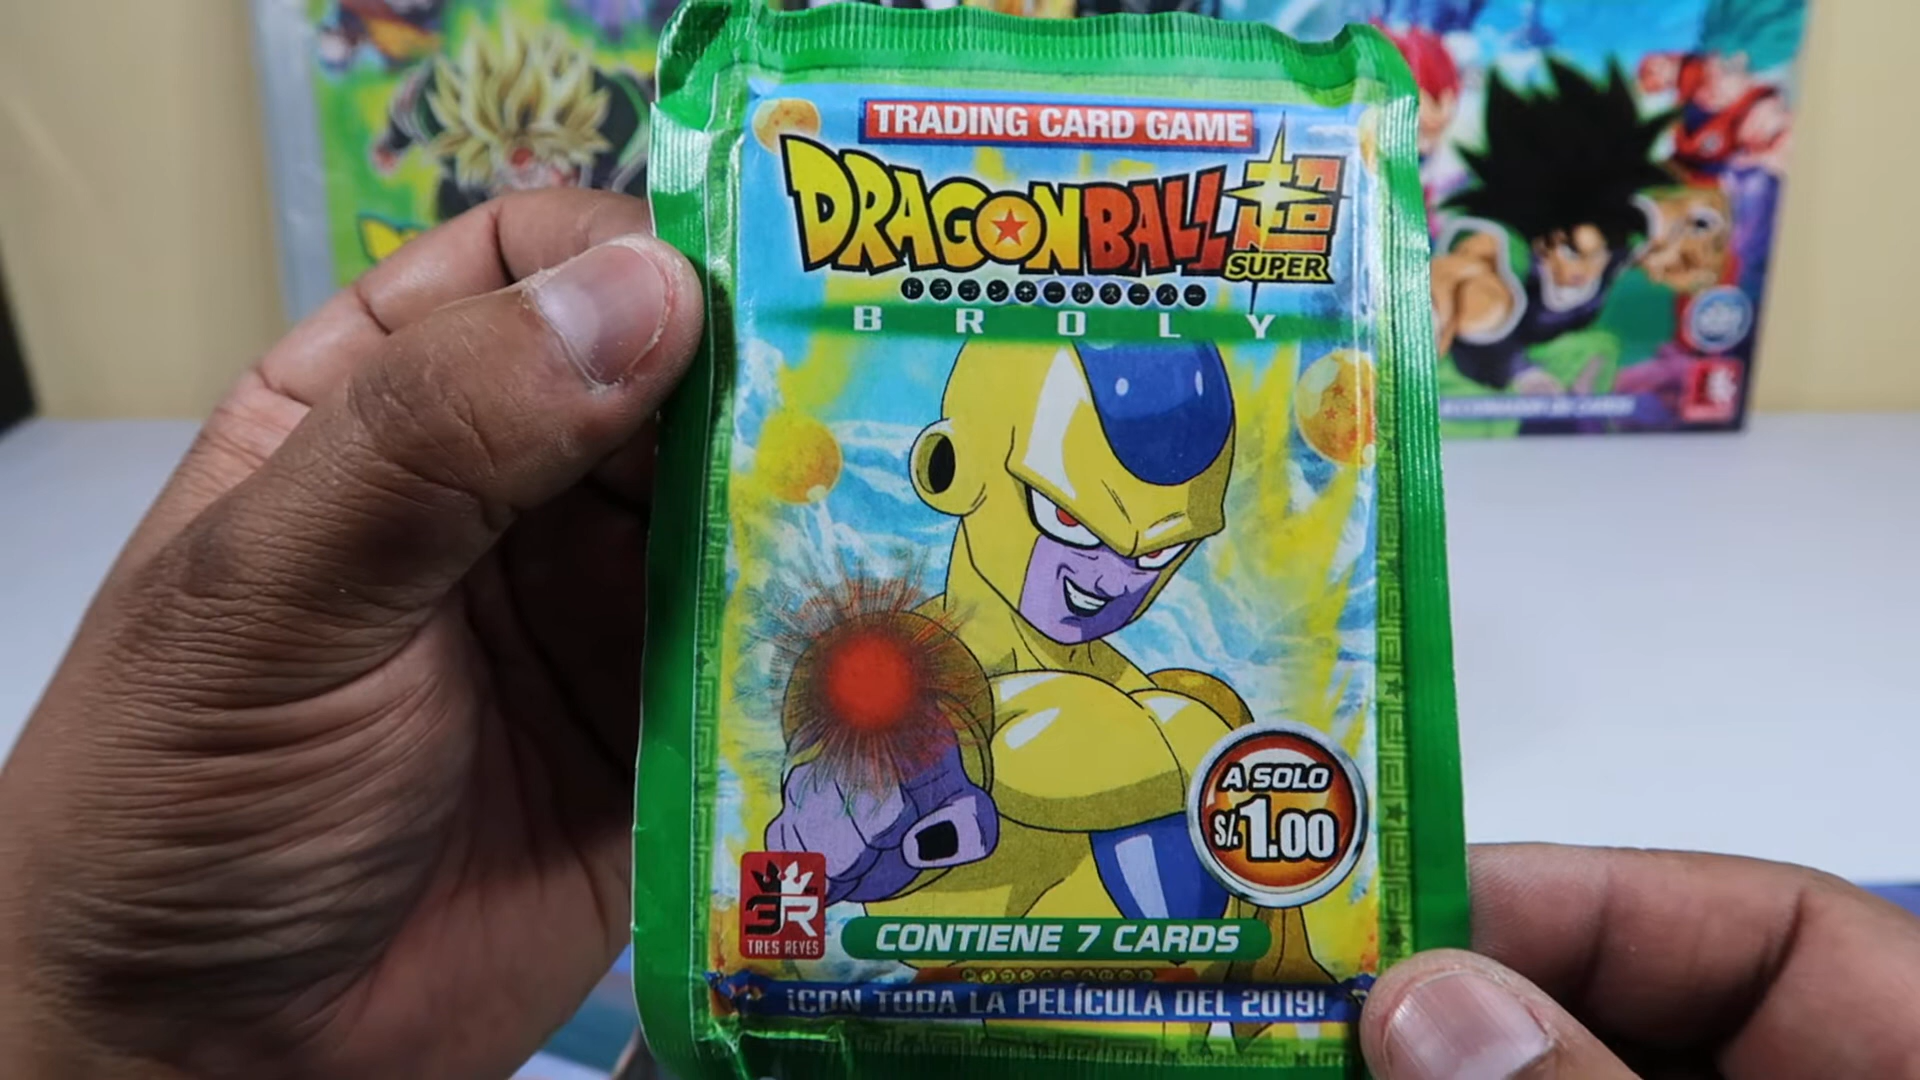 TRADING CARD GAME
DRAGONBALL超
SUPER
ドラゴンボールスーパー
BROLY
A SOLO
S/.1.00
3R
TRES REYES
CONTIENE 7 CARDS
¡CON TODA LA PELÍCULA DEL 2019!